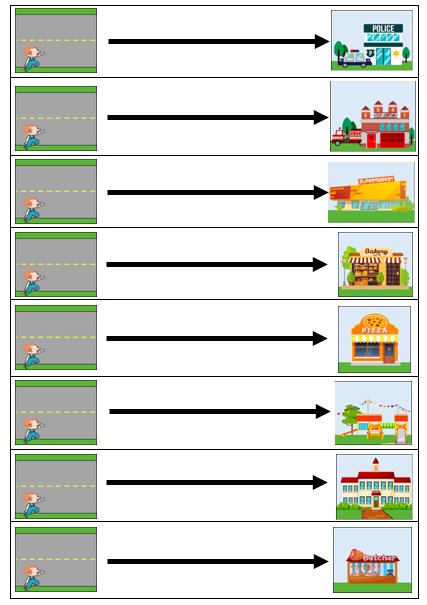 POLICE
SUPERMARKET
Bakery
PIZZA
Butcher